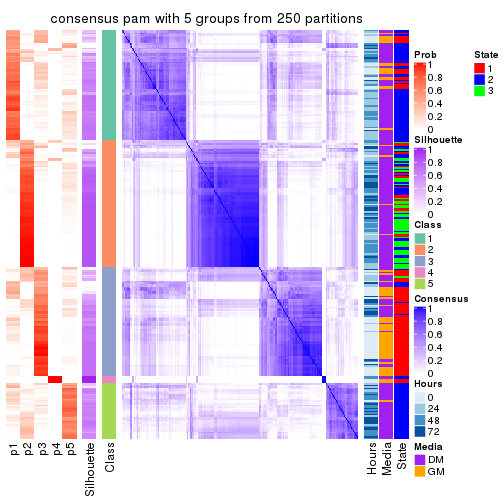 consensus pam with 5 groups from 250 partitions
Prob
1
0.8
0.6
0.4
0.2
0
State
1
2
3
Silhouette
1
0.8
0.6
0.4
0.2
0
Class
1
2
3
4
5
Consensus
1
0.8
0.6
0.4
0.2
0
Hours
0
24
48
72
Media
DM
GM
p1
p2
p3
p4
p5
Silhouette
Class
Hours
Media
State